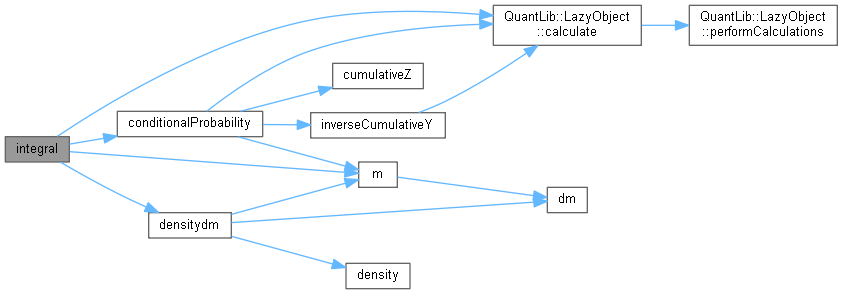 QuantLib::LazyObject
::calculate
QuantLib::LazyObject
::performCalculations
cumulativeZ
conditionalProbability
inverseCumulativeY
integral
m
dm
densitydm
density